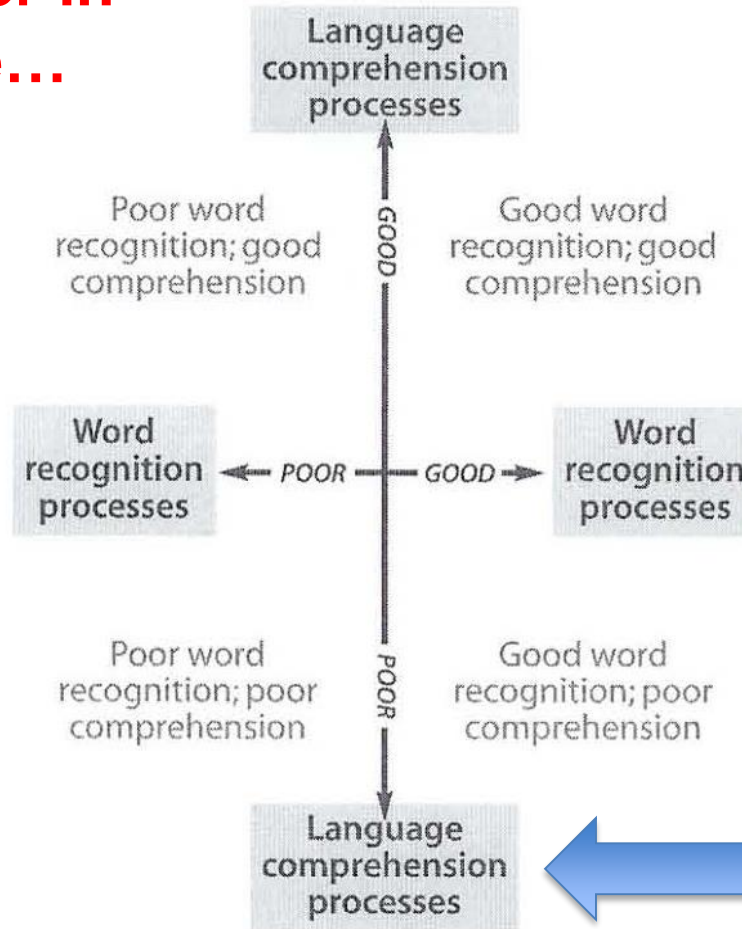 Language
comprehension
processes
Poor word
recognition; good
comprehension
GOOD
Good word
recognition; good
comprehension
Word
recognition
processes
POOR
GOOD
Word
recognition
processes
Poor word
recognition; poor
comprehension
POOR
Good word
recognition; poor
comprehension
Language
comprehension
processes